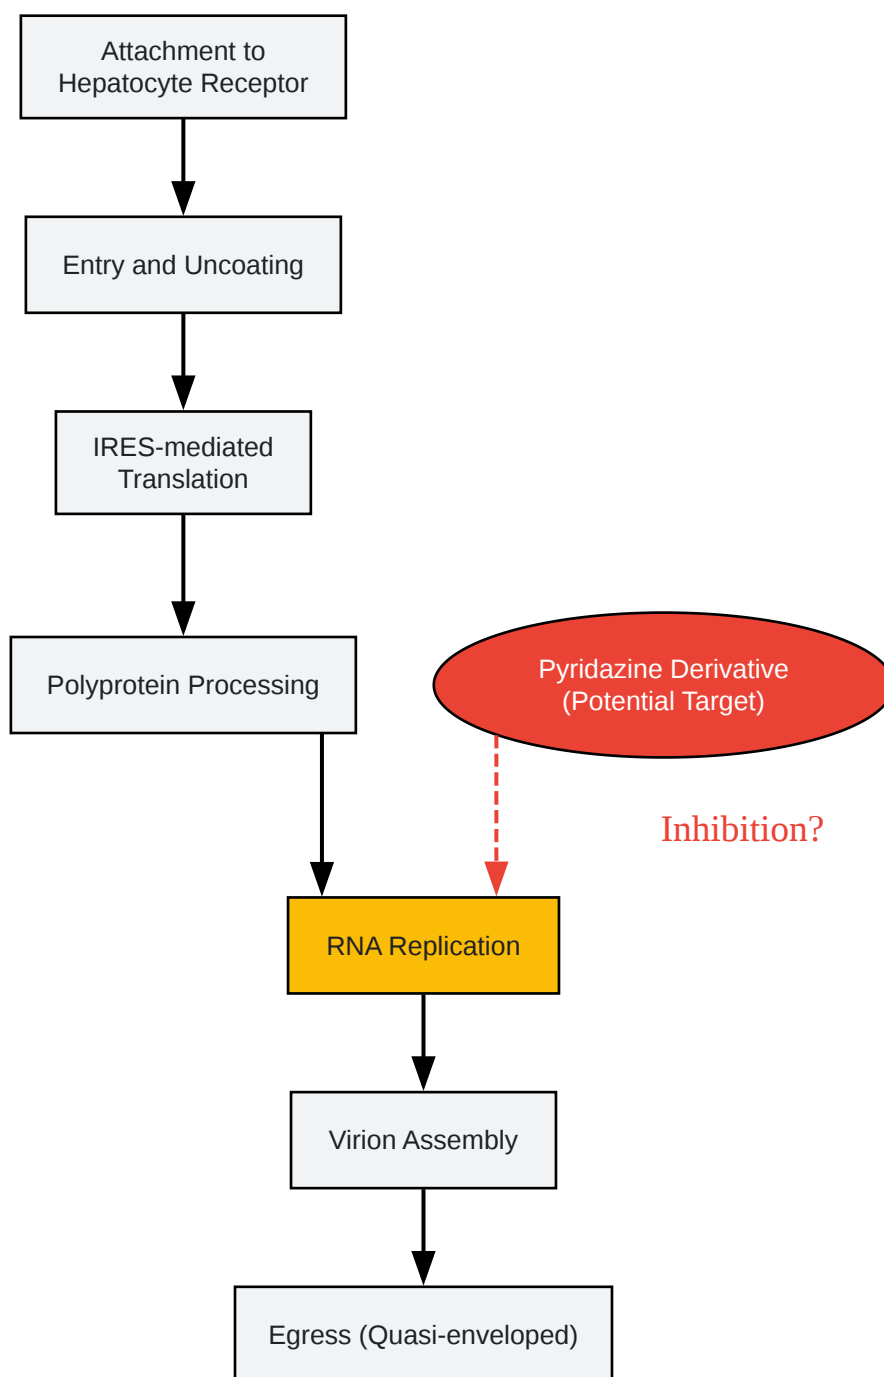 Attachment to
Hepatocyte Receptor
Entry and Uncoating
IRES-mediated
Translation
Polyprotein Processing
Pyridazine Derivative
(Potential Target)
Inhibition?
RNA Replication
Virion Assembly
Egress (Quasi-enveloped)